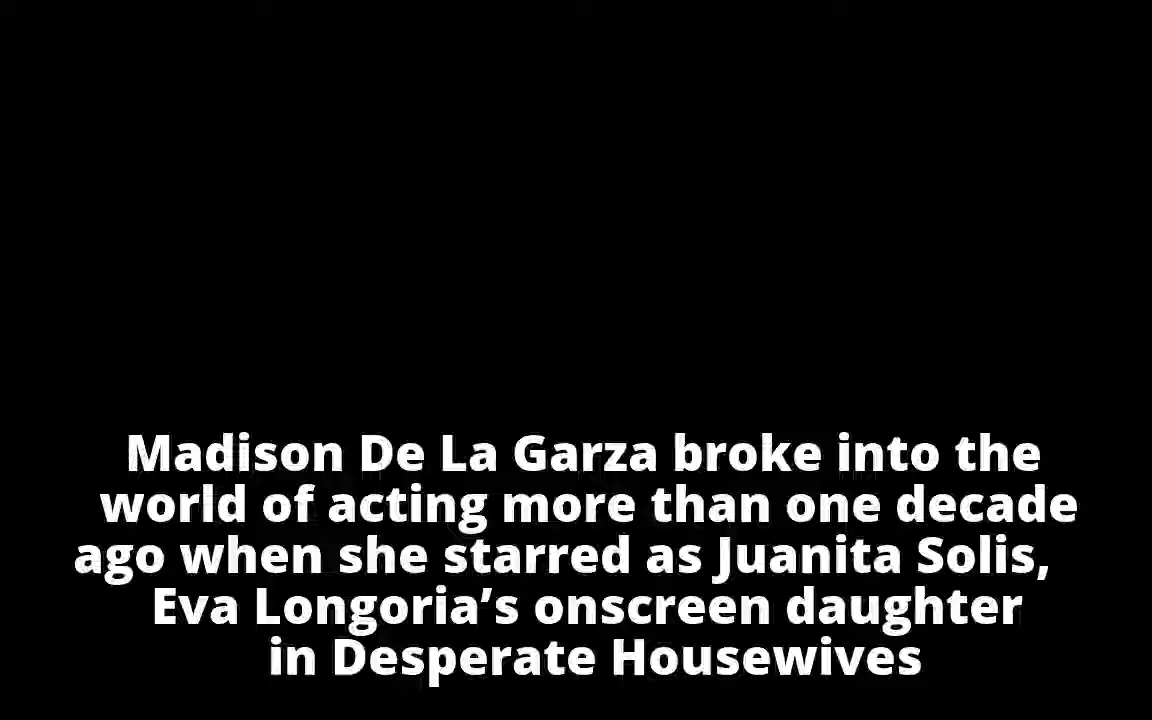 Madison De La Garza broke into the
world of acting more than one decade
ago when she starred as Juanita Solis,
Eva Longoria’s onscreen daughter
in Desperate Housewives